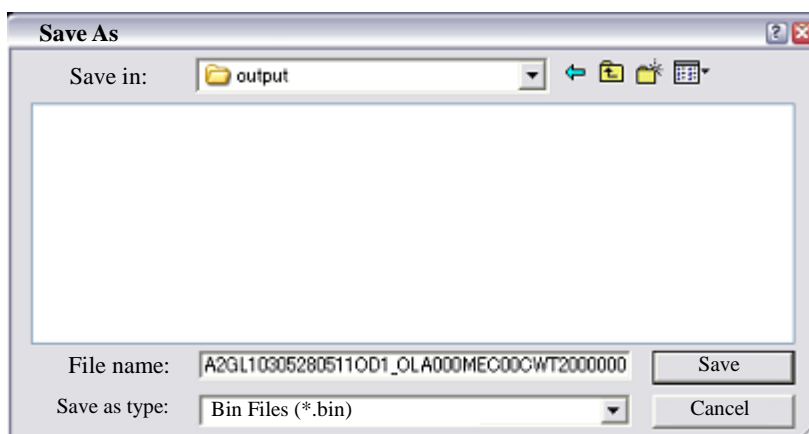 Save As
Save in:
output
File name:
A2GL10305280511OD1_OLA000MEC00CWT2000000
Save
Save as type:
Bin Files (*.bin)
Cancel